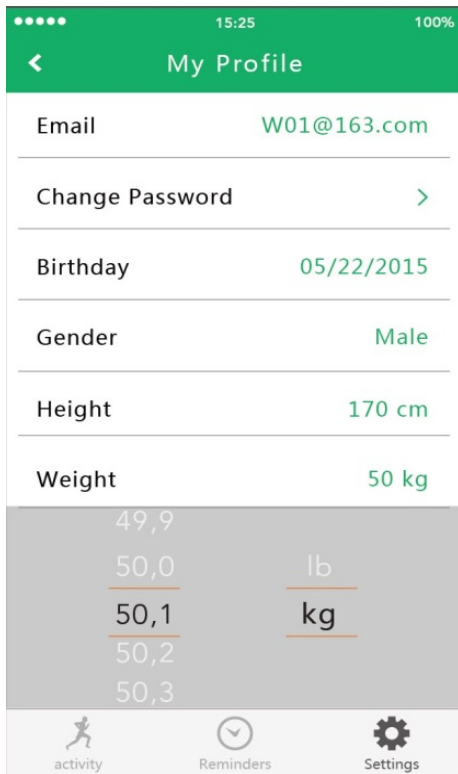 15:25 100%
My Profile
Email W01@163.com
Change Password
Birthday 05/22/2015
Gender Male
Height 170 cm
Weight 50 kg
49,9
50,0 lb
50,1 kg
50,2
50,3
activity Reminders Settings